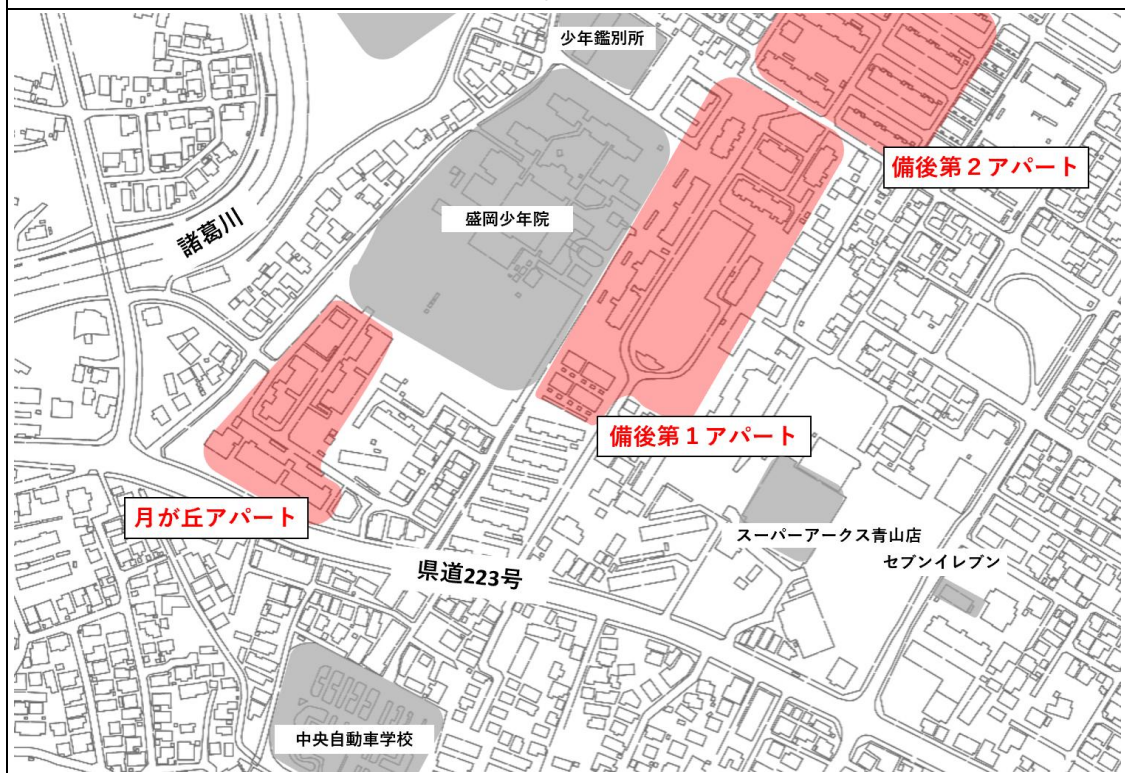 少年鑑別所
備後第２アパート
盛岡少年院
諸葛川
備後第１アパート
月が丘アパート
スーパーアークス青山店
セブンイレブン
県道223号
中央自動車学校